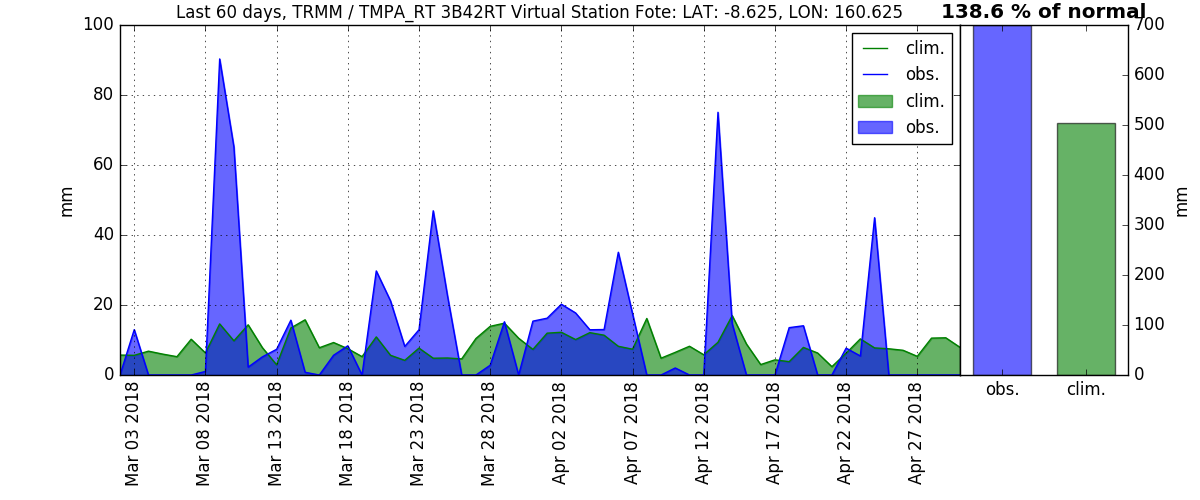 Last 60 days, TRMM / TMPA_RT 3B42RT Virtual Station Fote: LAT: -8.625, LON: 160.625
138.6 % of normal
100
80
60
40
20
0
mm
clim.
obs.
clim.
obs.
700
600
500
400
300
200
100
0
mm
Mar 03 2018
Mar 08 2018
Mar 13 2018
Mar 18 2018
Mar 23 2018
Mar 28 2018
Apr 02 2018
Apr 07 2018
Apr 12 2018
Apr 17 2018
Apr 22 2018
Apr 27 2018
obs.
clim.